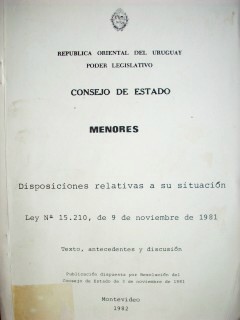 REPUBLICA ORIENTAL DEL URUGUAY
PODER LEGISLATIVO
CONSEJO DE ESTADO
MENORES
Disposiciones relativas a su situación
Ley Nº 15.210, de 9 de noviembre de 1981
Texto, antecedentes y discusión
Publicación dispuesta por Resolución del
Consejo de Estado de 3 de noviembre de 1981
Montevideo
1982